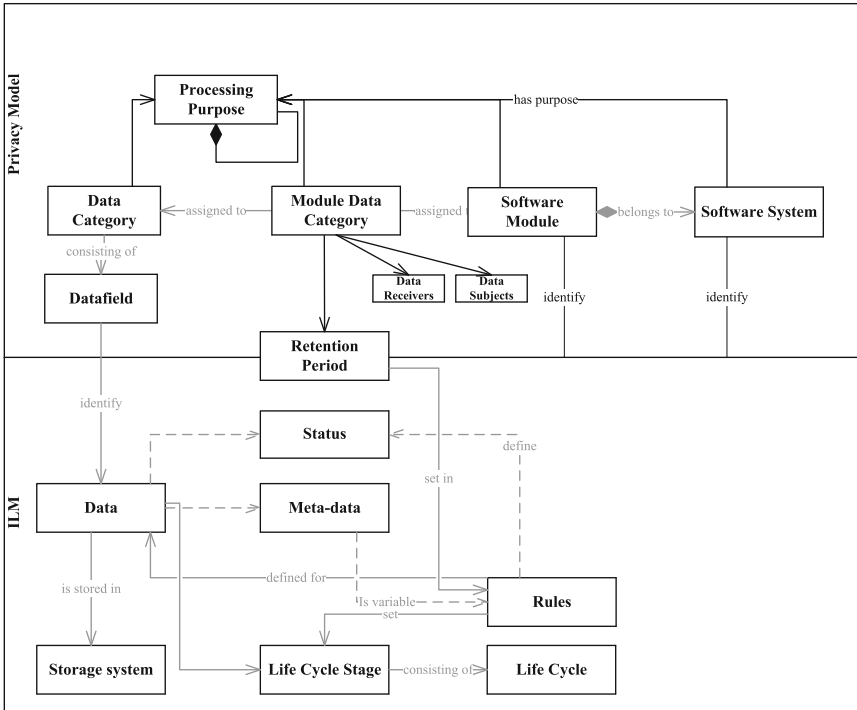 Privacy Model
Processing
Purpose
has purpose
Data
Category
assigned to
Module Data
Category
assigned t
Software
Module
belongs to
Software System
consisting of
Datafield
Data
Receivers
Data
Subjects
identify
identify
Retention
Period
ILM
identify
Status
define
set in
Data
Meta-data
defined for
is stored in
Is variable
set
Rules
Storage system
Life Cycle Stage
consisting of
Life Cycle